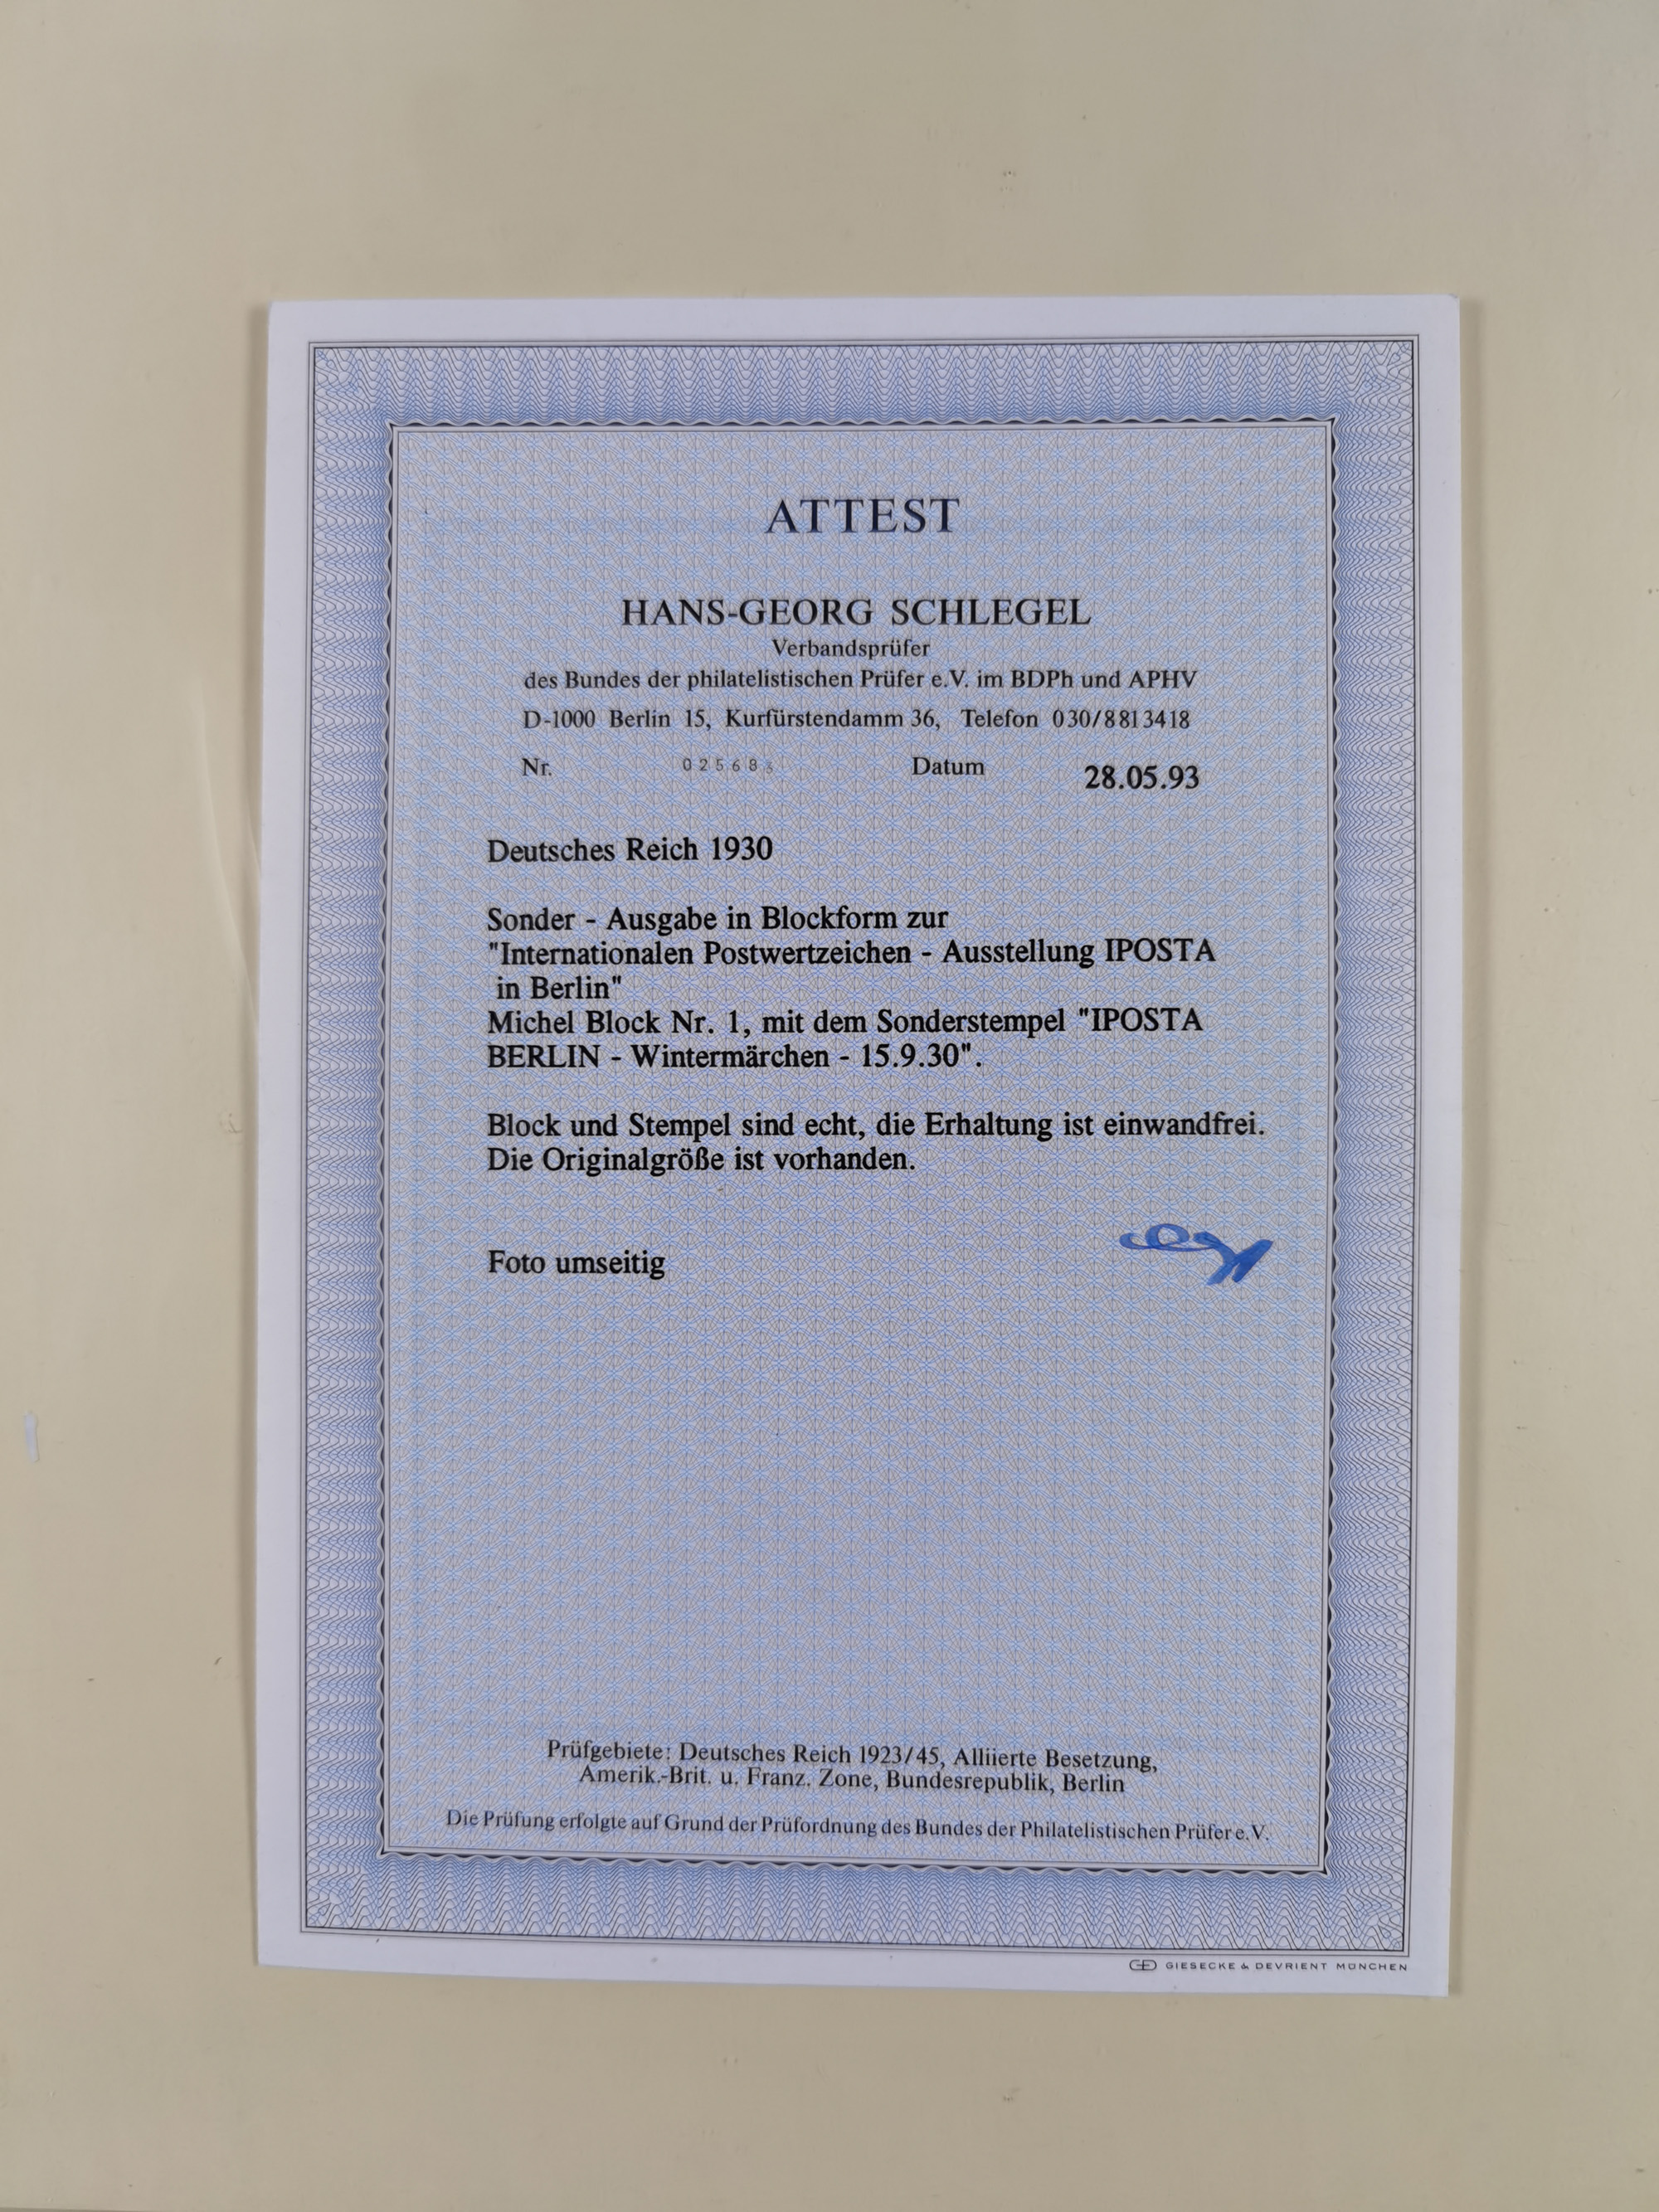 ATTEST
HANS-GEORG SCHLEGEL
Verbandsprüfer
des Bundes der philatelistischen Prüfer e.V. im BDPh und APHV
D-1000 Berlin 15, Kurfürstendamm 36, Telefon 030/8813418
Nr. Datum 28.05.93
Deutsches Reich 1930
Sonder - Ausgabe in Blockform zur
"Internationalen Postwertzeichen - Ausstellung IPOSTA
in Berlin"
Michel Block Nr. 1, mit dem Sonderstempel "IPOSTA
BERLIN - Wintermärchen - 15.9.30".
Block und Stempel sind echt, die Erhaltung ist einwandfrei.
Die Originalgröße ist vorhanden.
Foto umseitig
Prüfgebiete: Deutsches Reich 1923/45, Alliierte Besetzung,
Amerik.-Brit. u. Franz. Zone, Bundesrepublik, Berlin
Die Prüfung erfolgte auf Grund der Prüfordnung des Bundes der Philatelistischen Prüfer e.V.
GIESECKE & DEVRIENT MÜNCHEN